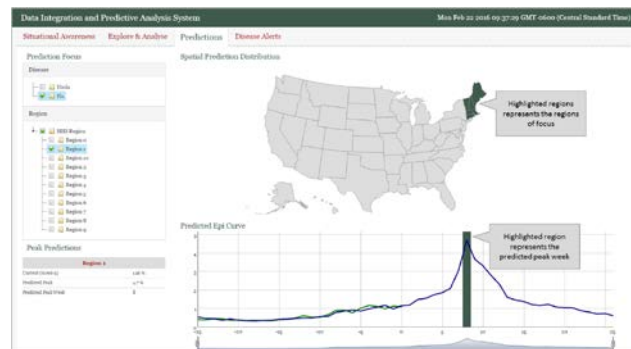 Data Integration and Predictive Analysis System
Mon Feb 22 2016 09:37:29 GMT-0600 (Central Standard Time)
Situational Awareness
Explore & Analyse
Predictions
Disease Alerts
Prediction Focus
Disease
Ebola
Flu
Region
HHS Region
Region 1
Region 10
Region 2
Region 3
Region 4
Region 5
Region 6
Region 7
Region 8
Region 9
Peak Predictions
Predicted Peak
Predicted Peak Week
8
Spatial Prediction Distribution
Highlighted regions
represents the regions
of focus
Predicted Epi Curve
Highlighted region
represents the
predicted peak week